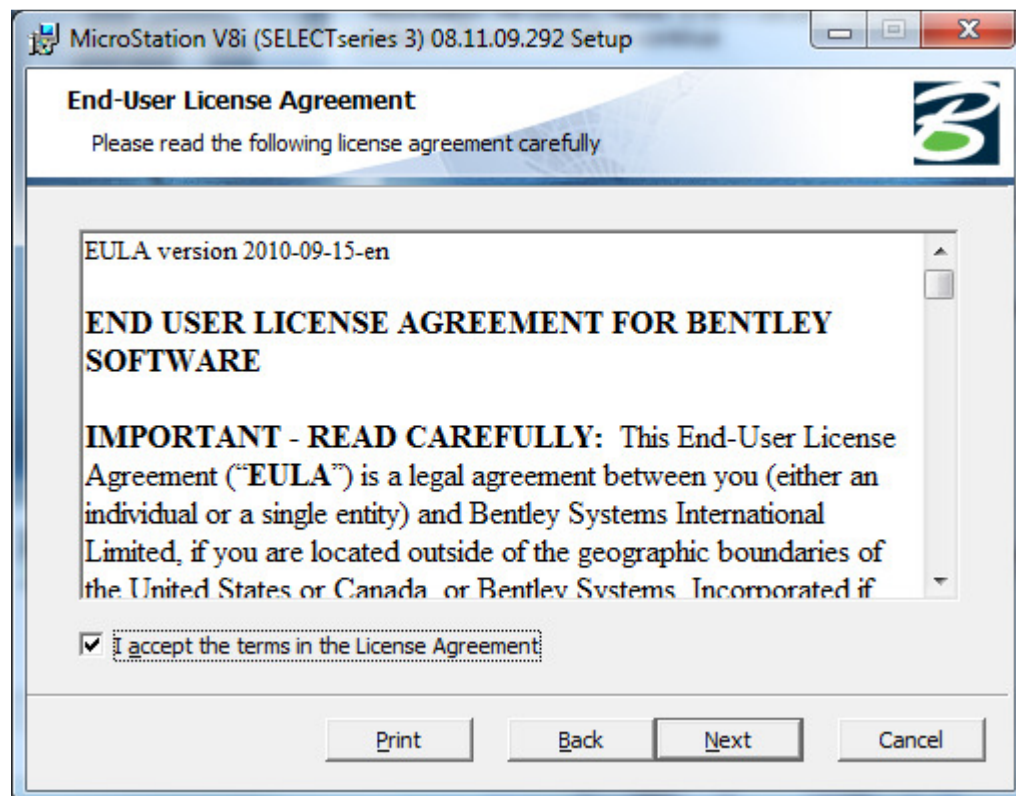 MicroStation V8i (SELECTseries 3) 08.11.09.292 Setup
End-User License Agreement
Please read the following license agreement carefully
EULA version 2010-09-15-en
END USER LICENSE AGREEMENT FOR BENTLEY
SOFTWARE
IMPORTANT - READ CAREFULLY: This End-User License
Agreement (“EULA”) is a legal agreement between you (either an
individual or a single entity) and Bentley Systems International
Limited, if you are located outside of the geographic boundaries of
the United States or Canada, or Bentley Systems, Incorporated if
I accept the terms in the License Agreement
Print Back Next Cancel